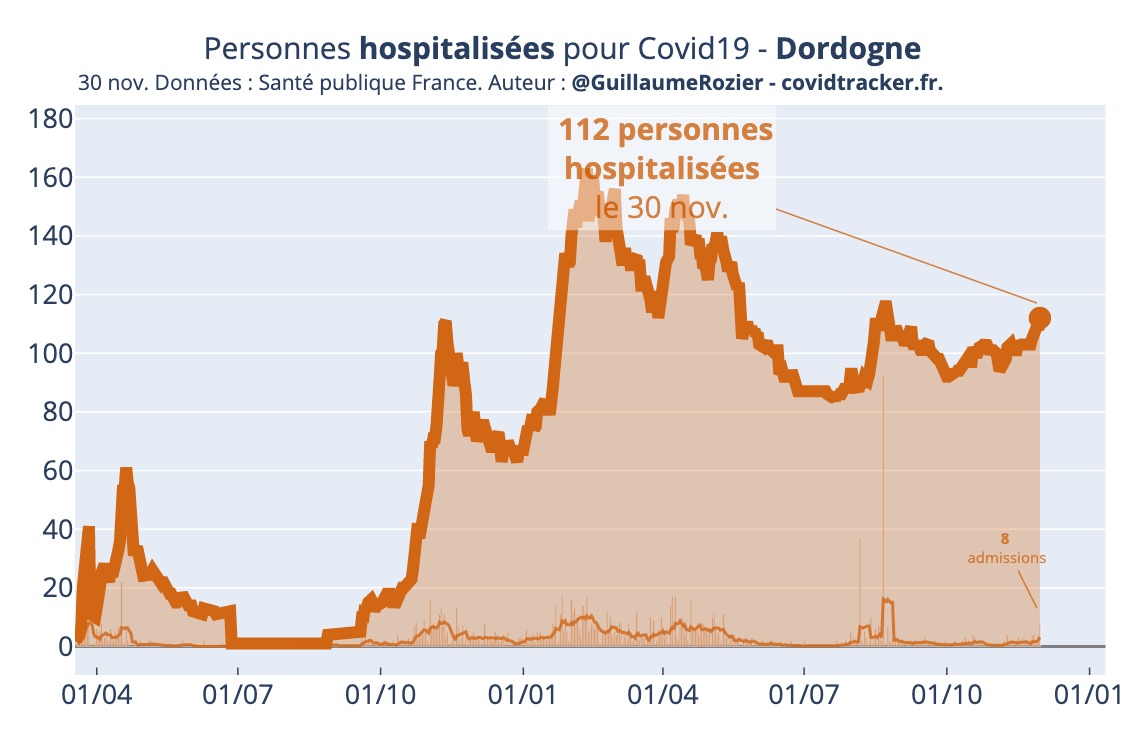 Personnes hospitalisées pour Covid19 - Dordogne
30 nov. Données : Santé publique France. Auteur : @GuillaumeRozier - covidtracker.fr.
180
112 personnes
hospitalisées
le 30 nov.
160
140
120
100
80
60
40
8
admissions
20
0
01/04 01/07 01/10 01/01 01/04 01/07 01/10 01/01